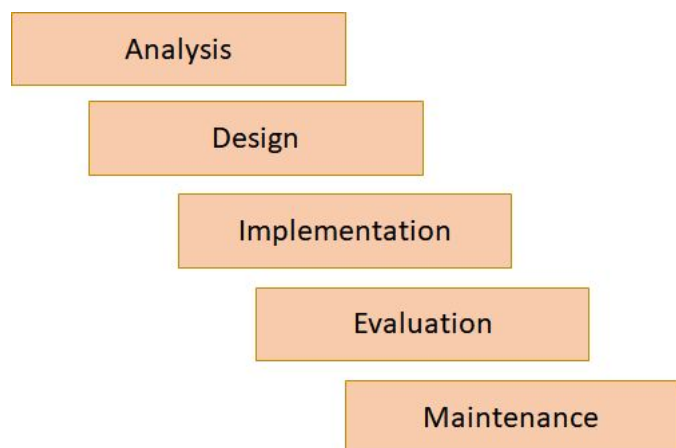 Analysis
Design
Implementation
Evaluation
Maintenance